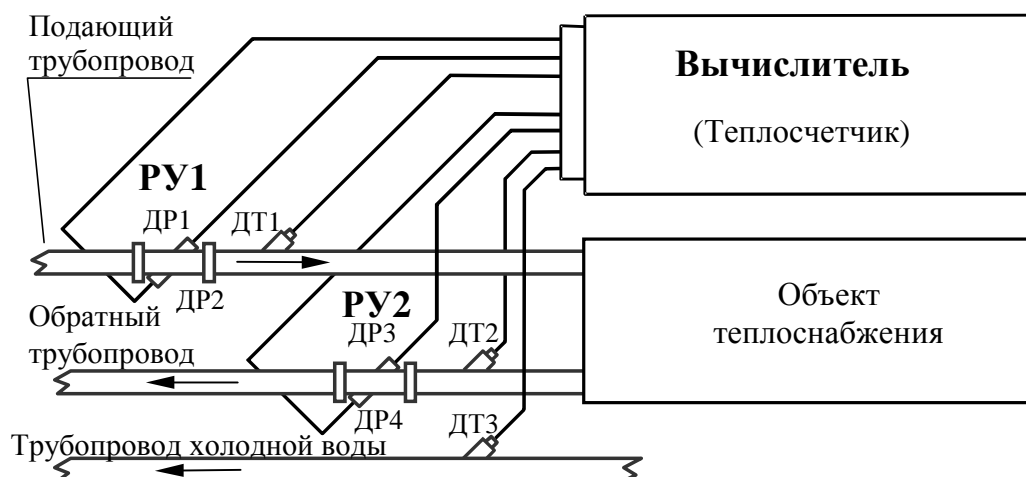 Подающий
трубопровод
Вычислитель
(Теплосчетчик)
РУ1
ДР1
ДТ1
ДР2
РУ2
Объект
теплоснабжения
Обратный
трубопровод
ДР3
ДТ2
ДР4
ДТ3
Трубопровод холодной воды